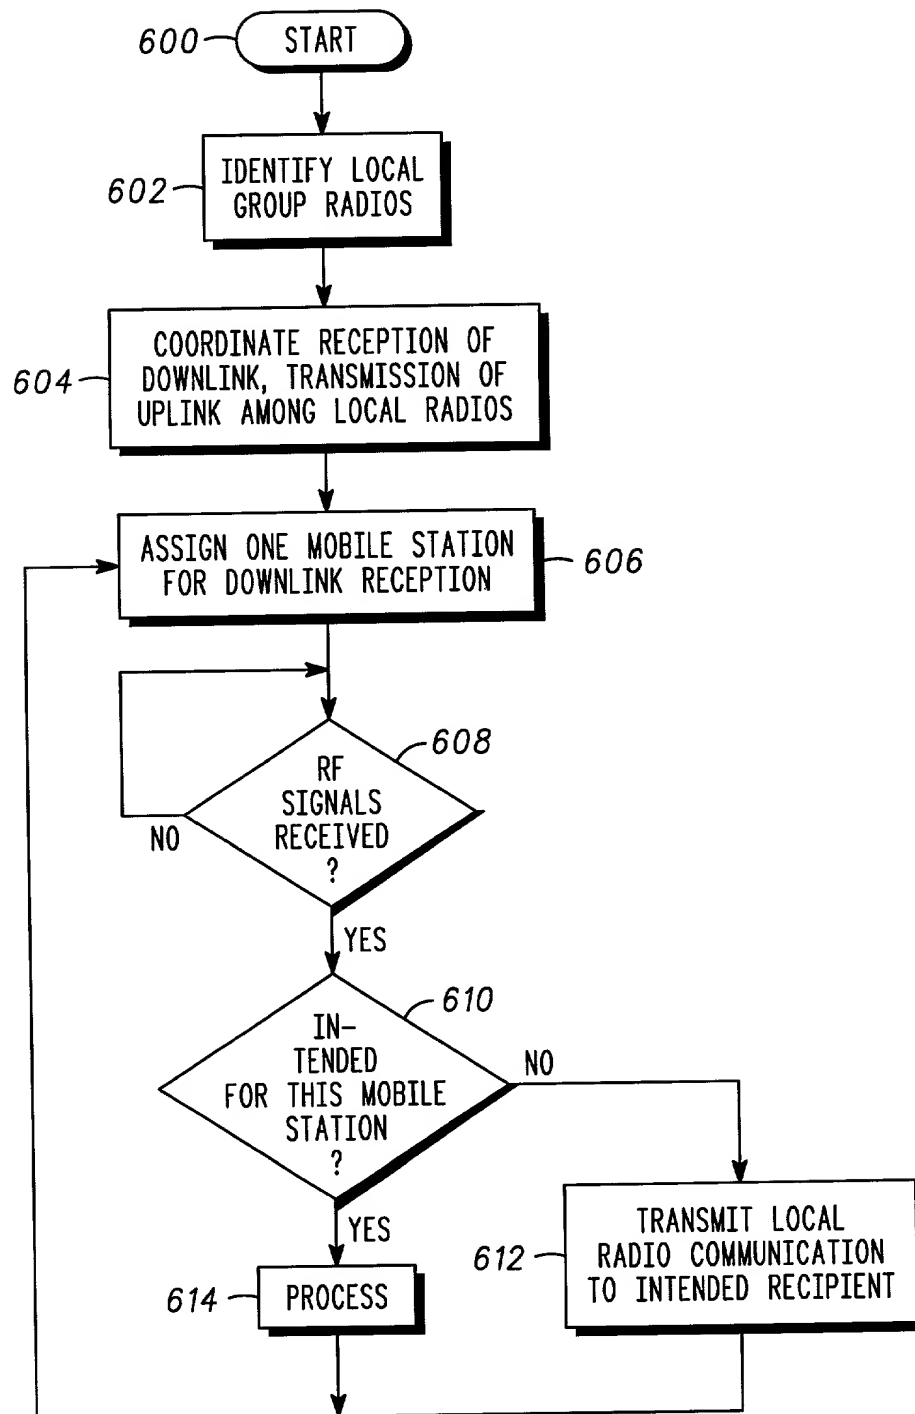 600
START
602
IDENTIFY LOCAL
GROUP RADIOS
604
COORDINATE RECEPTION OF
DOWNLINK, TRANSMISSION OF
UPLINK AMONG LOCAL RADIOS
ASSIGN ONE MOBILE STATION
FOR DOWNLINK RECEPTION
606
608
RF
SIGNALS
RECEIVED
?
NO
YES
610
IN-
TENDED
FOR THIS MOBILE
STATION
?
NO
YES
612
TRANSMIT LOCAL
RADIO COMMUNICATION
TO INTENDED RECIPIENT
614
PROCESS